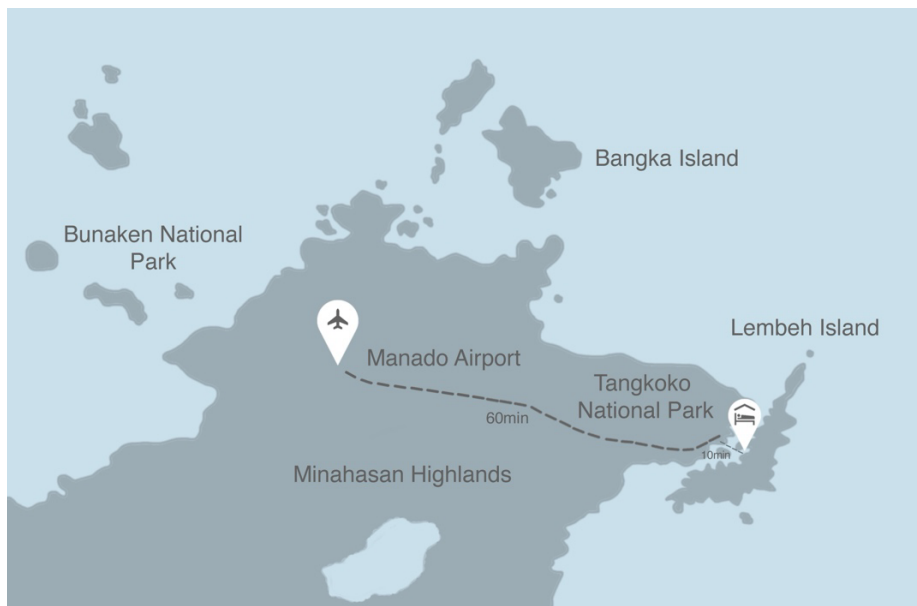 Bangka Island
Bunaken National
Park
Lembeh Island
Manado Airport
Tangkoko
National Park
60min
10min
Minahasan Highlands